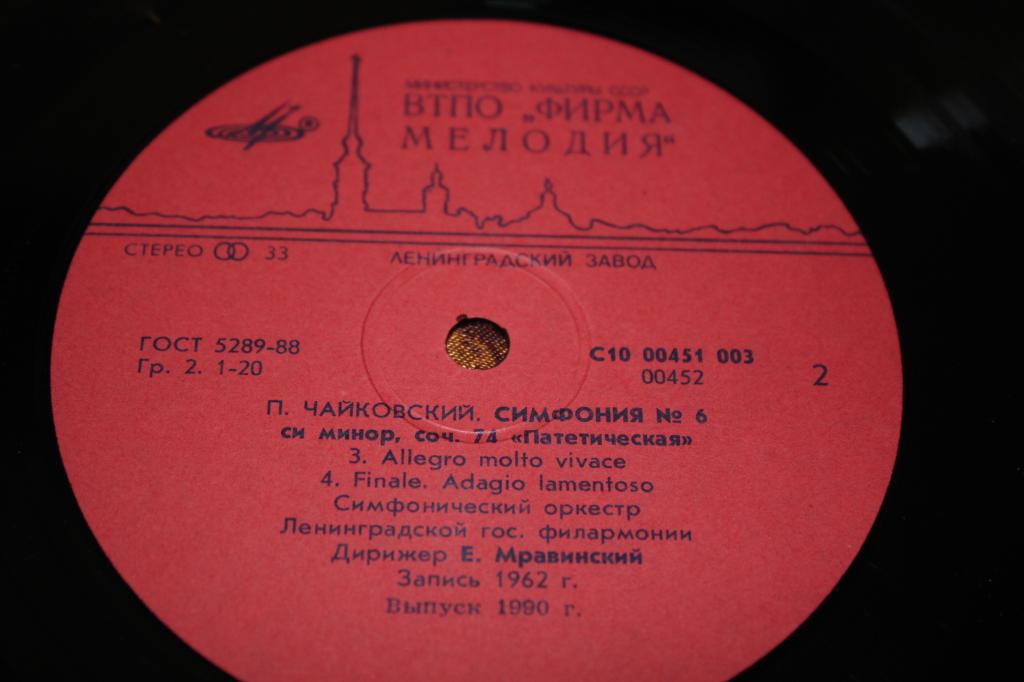 МИНИСТЕРСТВО КУЛЬТУРЫ СССР
ВТПО „ФИРМА
МЕЛОДИЯ“
СТЕРЕО 33
ЛЕНИНГРАДСКИЙ ЗАВОД
ГОСТ 5289-88
Гр. 2. 1-20
С10 00451 003
00452
2
П. ЧАЙКОВСКИЙ. СИМФОНИЯ № 6
си минор, соч. 74 «Патетическая»
3. Allegro molto vivace
4. Finale. Adagio lamentoso
Симфонический оркестр
Ленинградской гос. филармонии
Дирижер Е. Мравинский
Запись 1962 г.
Выпуск 1990 г.